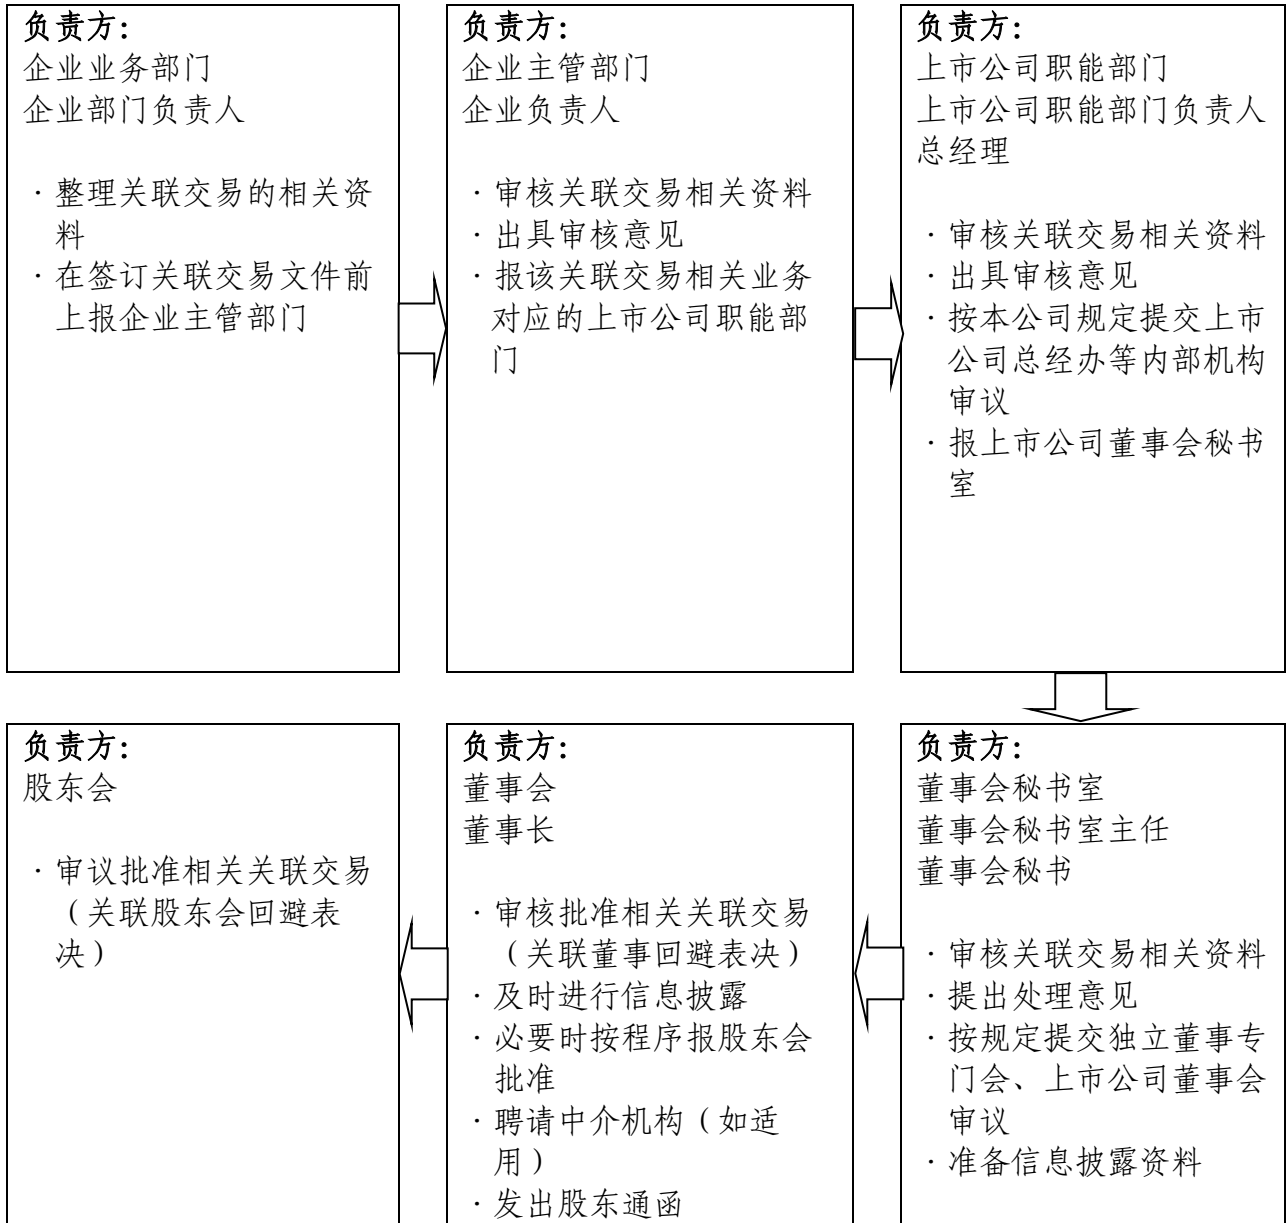 负责方：
企业业务部门
企业部门负责人
·整理关联交易的相关资
料
·在签订关联交易文件前
上报企业主管部门
负责方：
企业主管部门
企业负责人
·审核关联交易相关资料
·出具审核意见
·报该关联交易相关业务
对应的上市公司职能部
门
负责方：
上市公司职能部门
上市公司职能部门负责人
总经理
·审核关联交易相关资料
·出具审核意见
·按本公司规定提交上市
公司总经办等内部机构
审议
·报上市公司董事会秘书
室
负责方：
董事会秘书室
董事会秘书室主任
董事会秘书
·审核关联交易相关资料
·提出处理意见
·按规定提交独立董事专
门会、上市公司董事会
审议
·准备信息披露资料
负责方：
董事会
董事长
·审核批准相关关联交易
（关联董事回避表决）
·及时进行信息披露
·必要时按程序报股东会
批准
·聘请中介机构（如适
用）
·发出股东通函
负责方：
股东会
·审议批准相关关联交易
（关联股东会回避表
决）